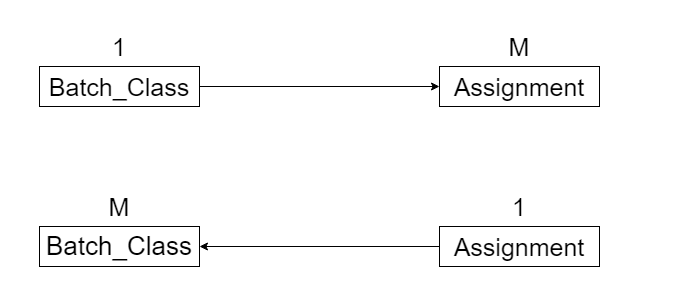 1 M
Batch_Class Assignment
M 1
Batch_Class Assignment